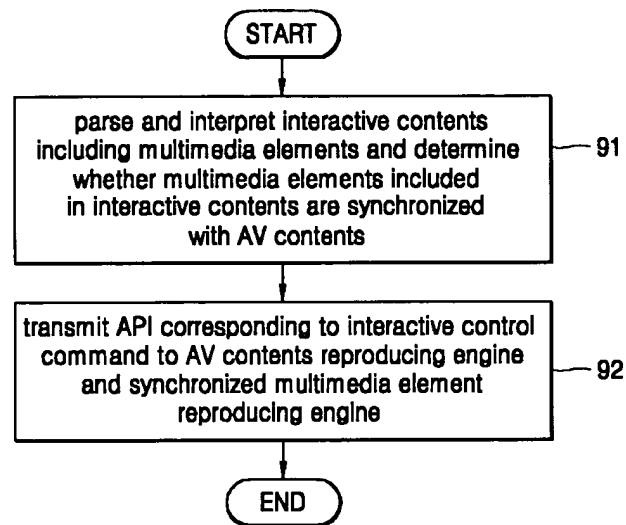 START
parse and interpret interactive contents
including multimedia elements and determine
whether multimedia elements included
in interactive contents are synchronized
with AV contents
91
transmit API corresponding to interactive control
command to AV contents reproducing engine
and synchronized multimedia element
reproducing engine
92
END